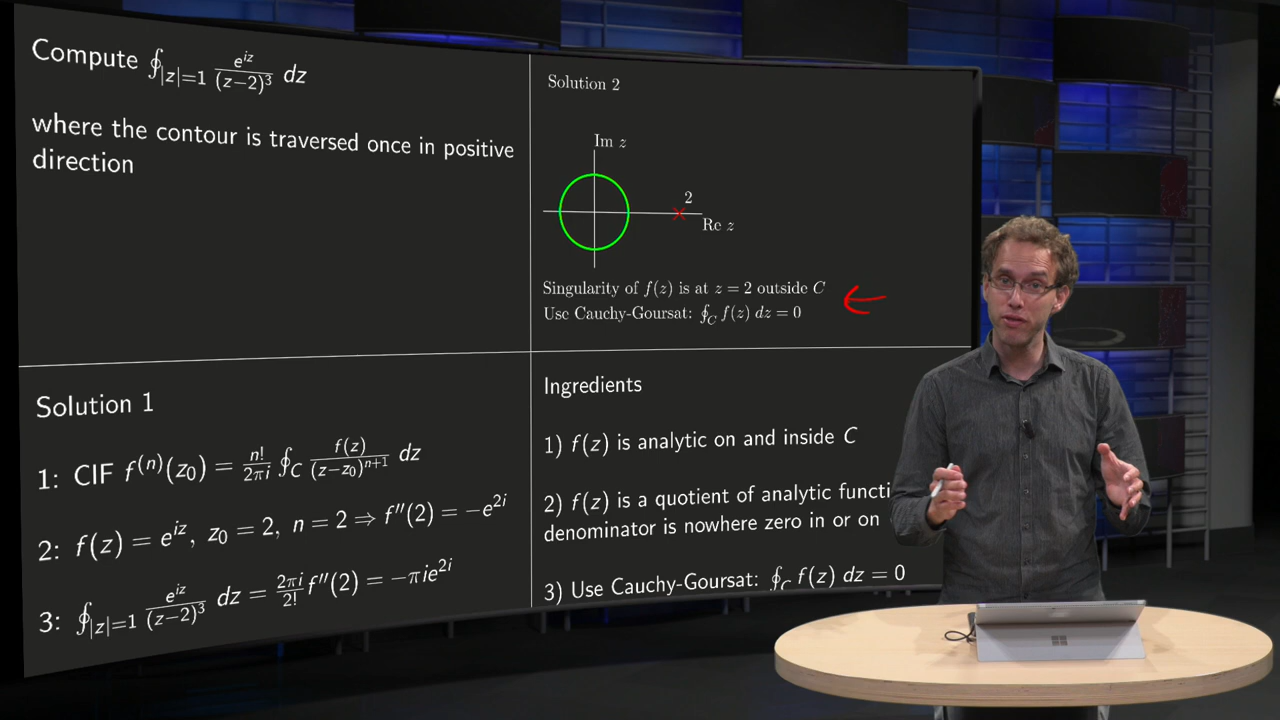 Compute ∮_{|z|=1} e^{iz}/(z−2)^3 dz
where the contour is traversed once in positive
direction
Solution 2
Im z
2
Re z
Singularity of f(z) is at z = 2 outside C
Use Cauchy-Goursat: ∮_C f(z) dz = 0
Solution 1
1: CIF f^{(n)}(z₀) = n!/2πi ∮_C f(z)/(z−z₀)^{n+1} dz
2: f(z) = e^{iz}, z₀ = 2, n = 2 ⇒ f′′(2) = −e^{2i}
3: ∮_{|z|=1} e^{iz}/(z−2)^3 dz = 2πi/2! f′′(2) = −πie^{2i}
Ingredients
1) f(z) is analytic on and inside C
2) f(z) is a quotient of analytic functi
denominator is nowhere zero in or on
3) Use Cauchy-Goursat: ∮_C f(z) dz = 0